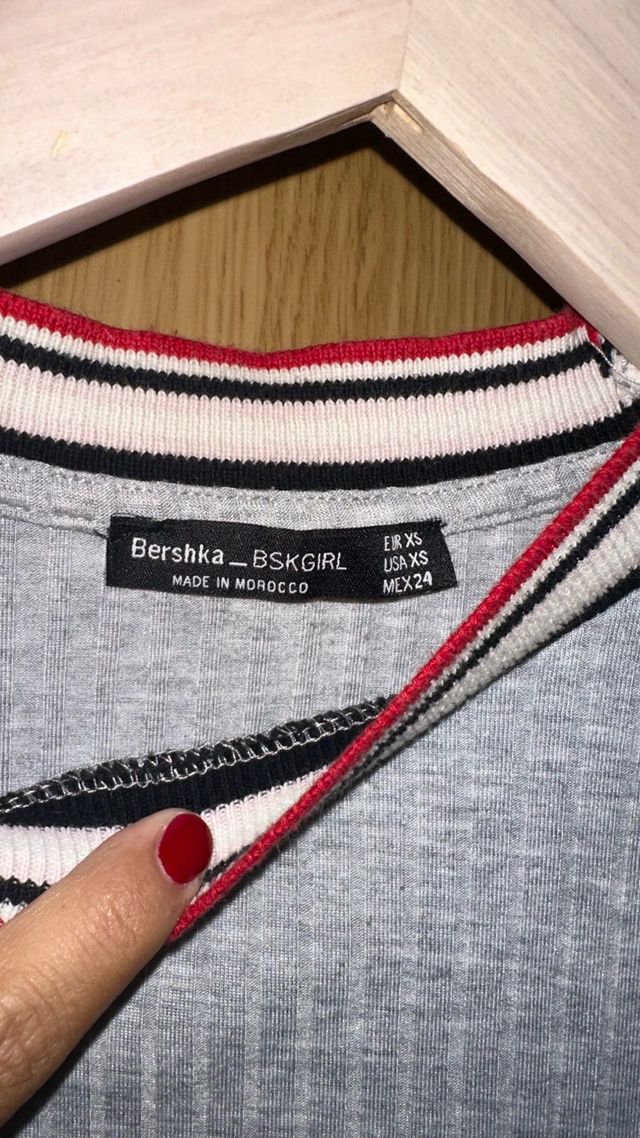 Bershka_BSKGIRL
MADE IN MOROCCO
EUR XS
USA XS
MEX 24